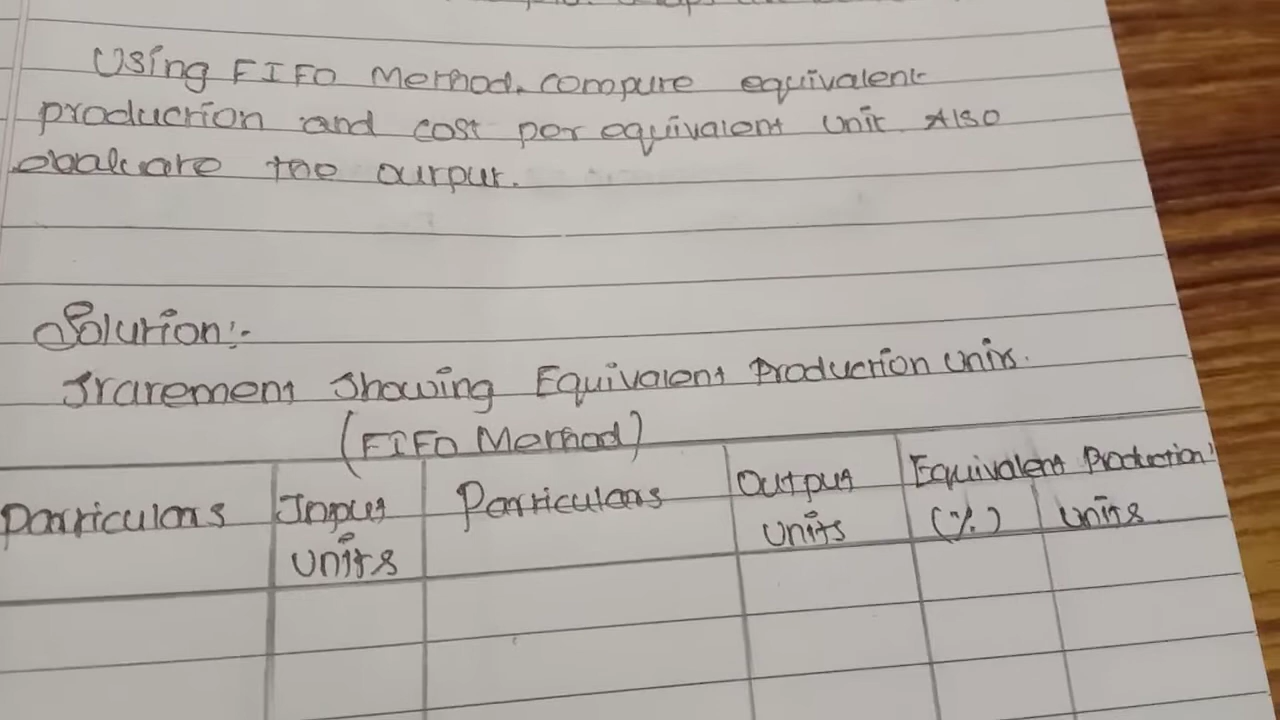 Using FIFO Method, compute equivalent
production and cost per equivalent unit Also
evaluate the output.
Solution:-
Statement Showing Equivalent Production Units.
(FIFO Method)
Particulars Input Units Particulars Output Units Equivalent Production
(%) Units